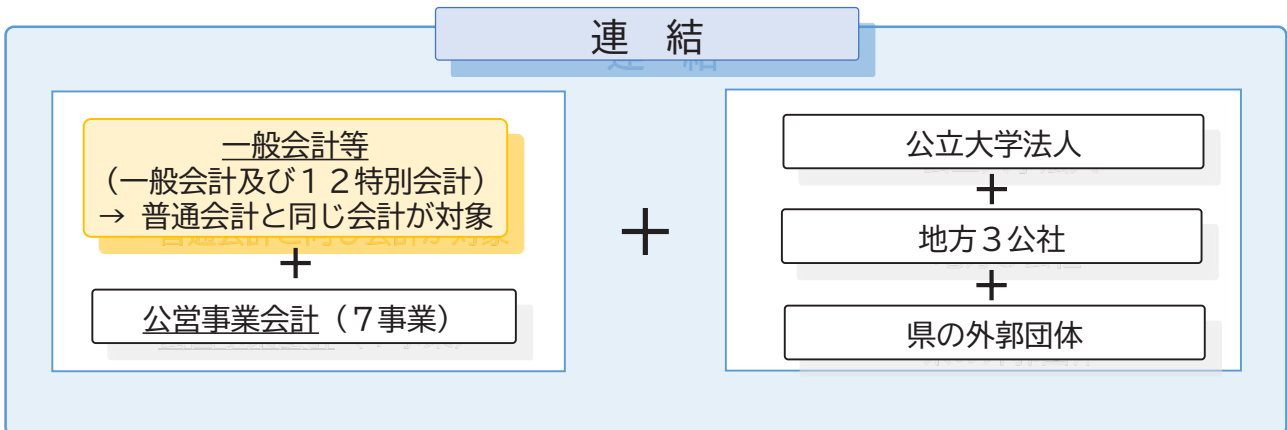 連　結
一般会計等
（一般会計及び１２特別会計）
→ 普通会計と同じ会計が対象
＋
公営事業会計（７事業）
＋
公立大学法人
＋
地方３公社
＋
県の外郭団体